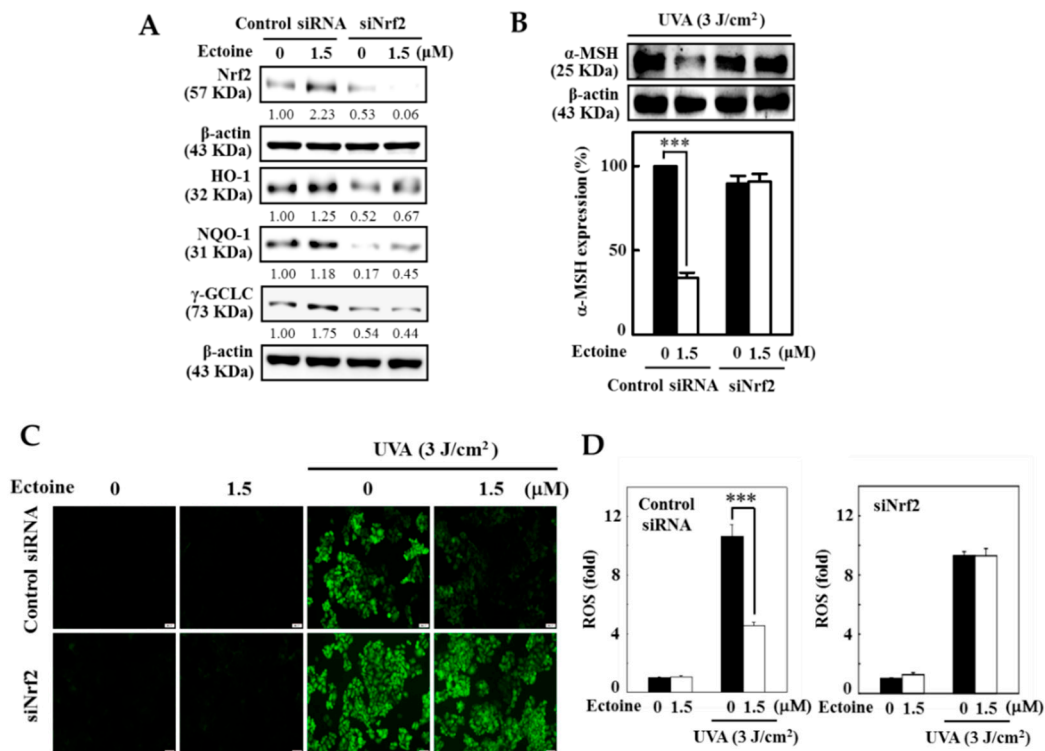 A
Control siRNA siNrf2
Ectoine 0 1.5 0 1.5 (μM)
Nrf2
(57 KDa)
1.00 2.23 0.53 0.06
β-actin
(43 KDa)
HO-1
(32 KDa)
1.00 1.25 0.52 0.67
NQO-1
(31 KDa)
1.00 1.18 0.17 0.45
γ-GCLC
(73 KDa)
1.00 1.75 0.54 0.44
β-actin
(43 KDa)
B
UVA (3 J/cm²)
α-MSH
(25 KDa)
β-actin
(43 KDa)
α-MSH expression (%)
100
50
0
***
Ectoine 0 1.5 0 1.5 (μM)
Control siRNA siNrf2
C
UVA (3 J/cm²)
Ectoine 0 1.5 0 1.5 (μM)
Control siRNA
siNrf2
D
Control
siRNA
***
ROS (fold)
12
8
4
0
Ectoine 0 1.5 0 1.5 (μM)
UVA (3 J/cm²)
siNrf2
ROS (fold)
12
8
4
0
Ectoine 0 1.5 0 1.5 (μM)
UVA (3 J/cm²)